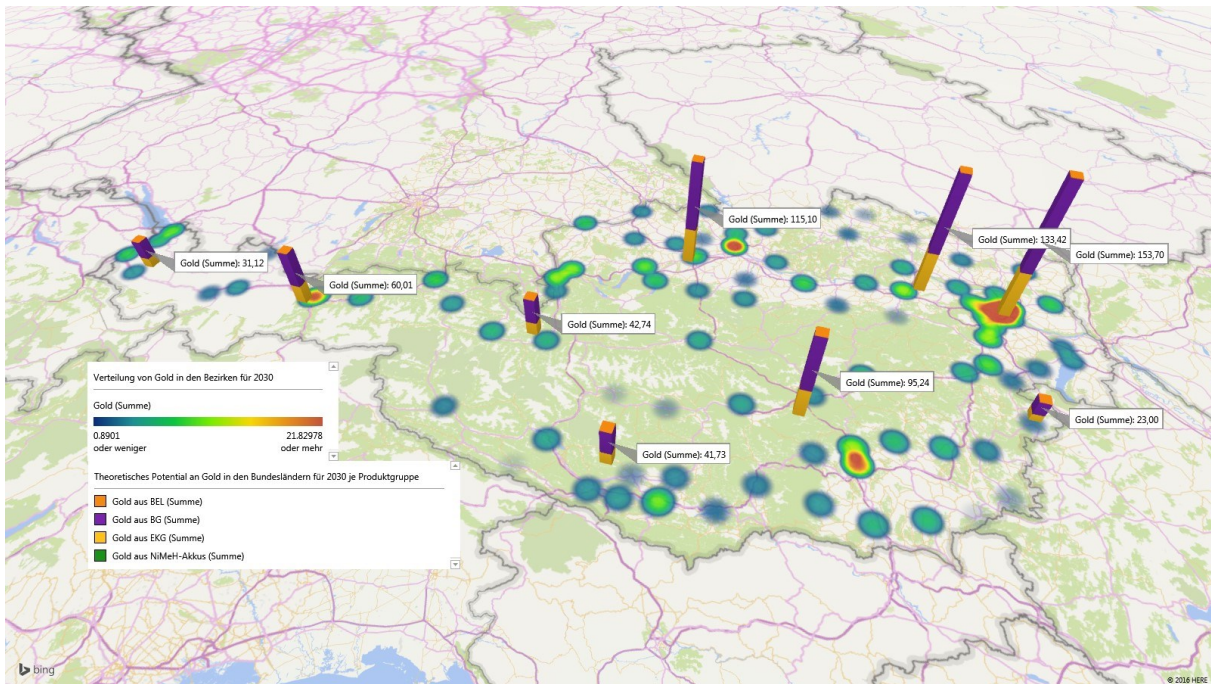 Gold (Summe): 115,10
Gold (Summe): 133,42
Gold (Summe): 153,70
Gold (Summe): 31,12
Gold (Summe): 60,01
Gold (Summe): 42,74
Gold (Summe): 95,24
Gold (Summe): 23,00
Gold (Summe): 41,73
Verteilung von Gold in den Bezirken für 2030
Gold (Summe)
0.8901 21.82978
oder weniger oder mehr
Theoretisches Potential an Gold in den Bundesländern für 2030 je Produktgruppe
Gold aus BEL (Summe)
Gold aus BG (Summe)
Gold aus EKG (Summe)
Gold aus NiMeH-Akkus (Summe)
bing
© 2016 HERE